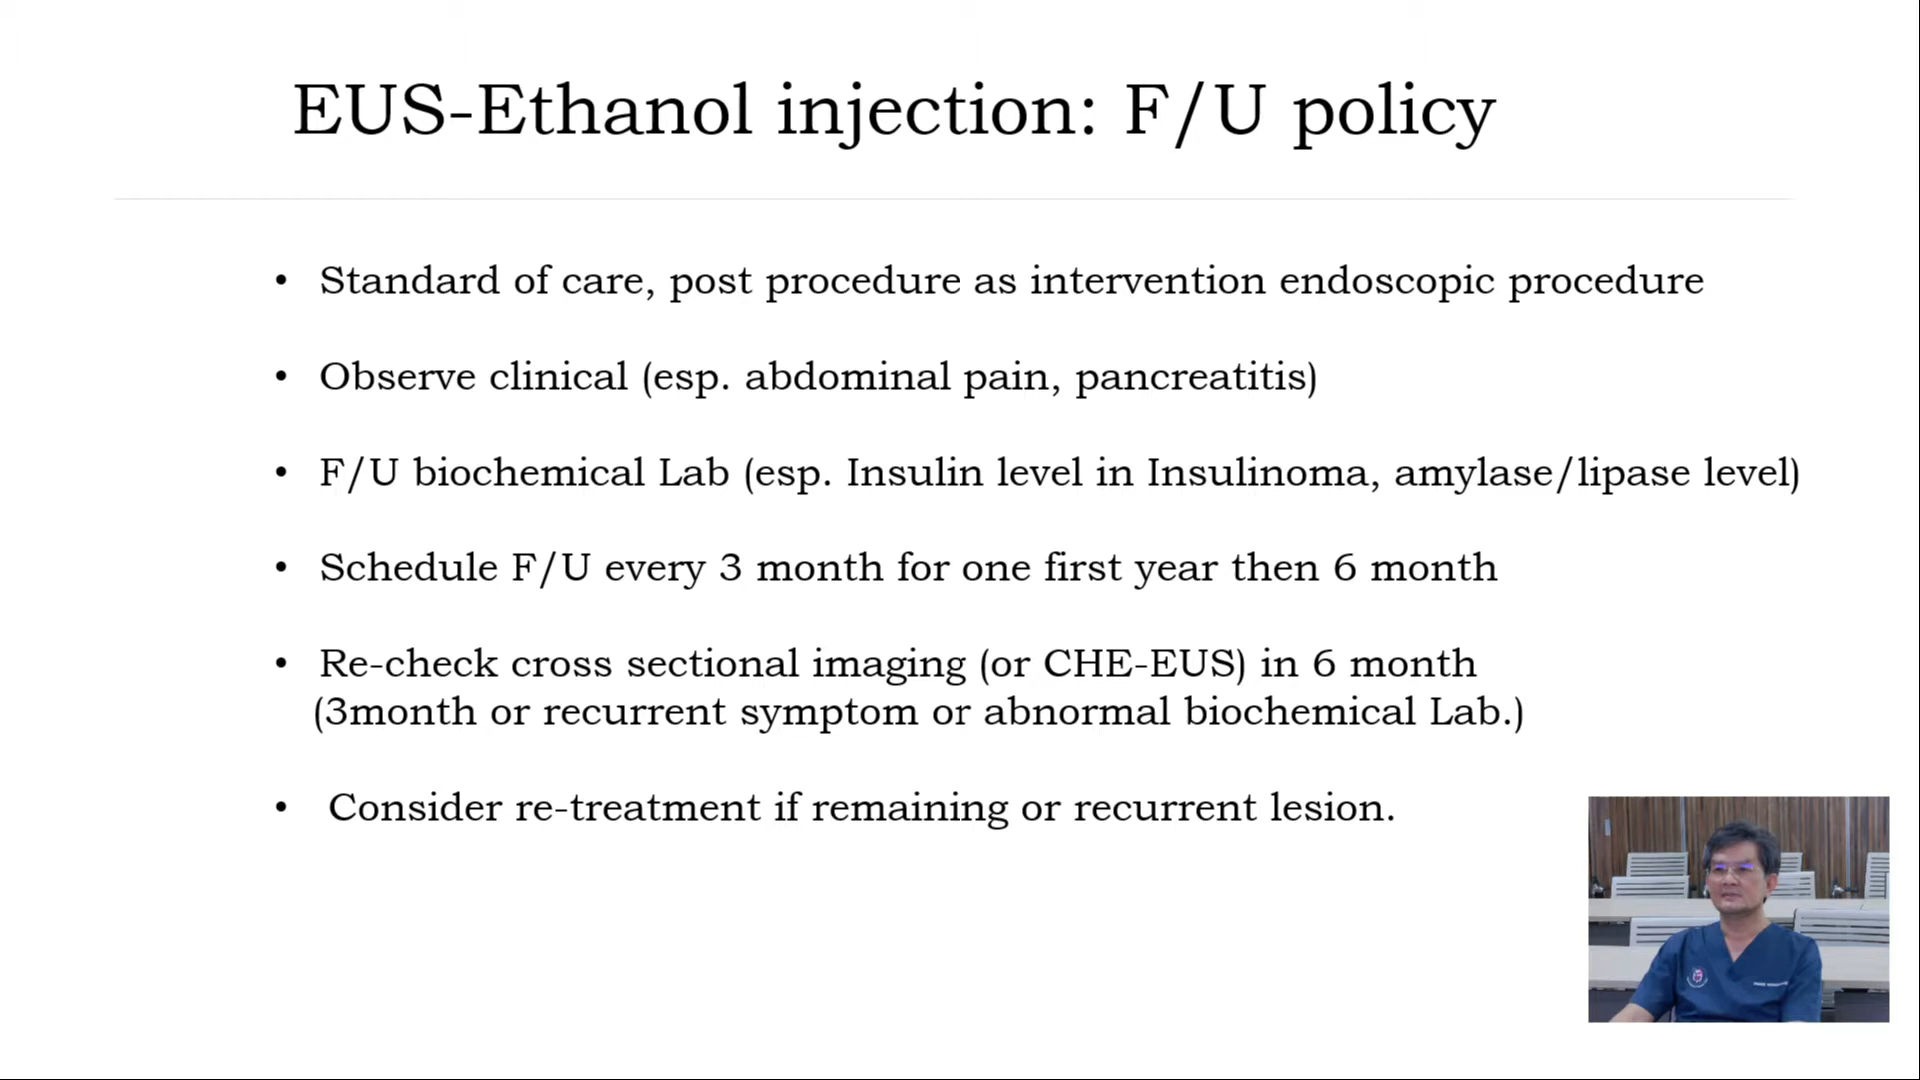 EUS-Ethanol injection: F/U policy
• Standard of care, post procedure as intervention endoscopic procedure
• Observe clinical (esp. abdominal pain, pancreatitis)
• F/U biochemical Lab (esp. Insulin level in Insulinoma, amylase/lipase level)
• Schedule F/U every 3 month for one first year then 6 month
• Re-check cross sectional imaging (or CHE-EUS) in 6 month
(3month or recurrent symptom or abnormal biochemical Lab.)
• Consider re-treatment if remaining or recurrent lesion.